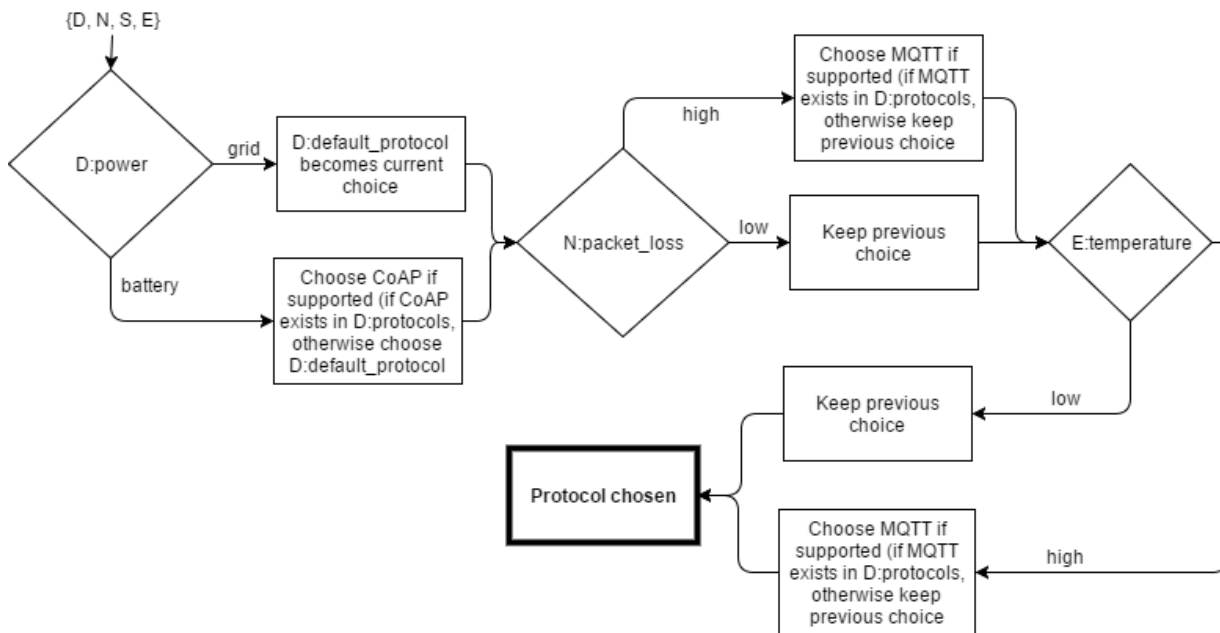 {D, N, S, E}
D:power
grid
battery
D:default_protocol
becomes current
choice
Choose CoAP if
supported (if CoAP
exists in D:protocols,
otherwise choose
D:default_protocol
N:packet_loss
high
low
Choose MQTT if
supported (if MQTT
exists in D:protocols,
otherwise keep
previous choice
Keep previous
choice
E:temperature
low
high
Keep previous
choice
Choose MQTT if
supported (if MQTT
exists in D:protocols,
otherwise keep
previous choice
Protocol chosen